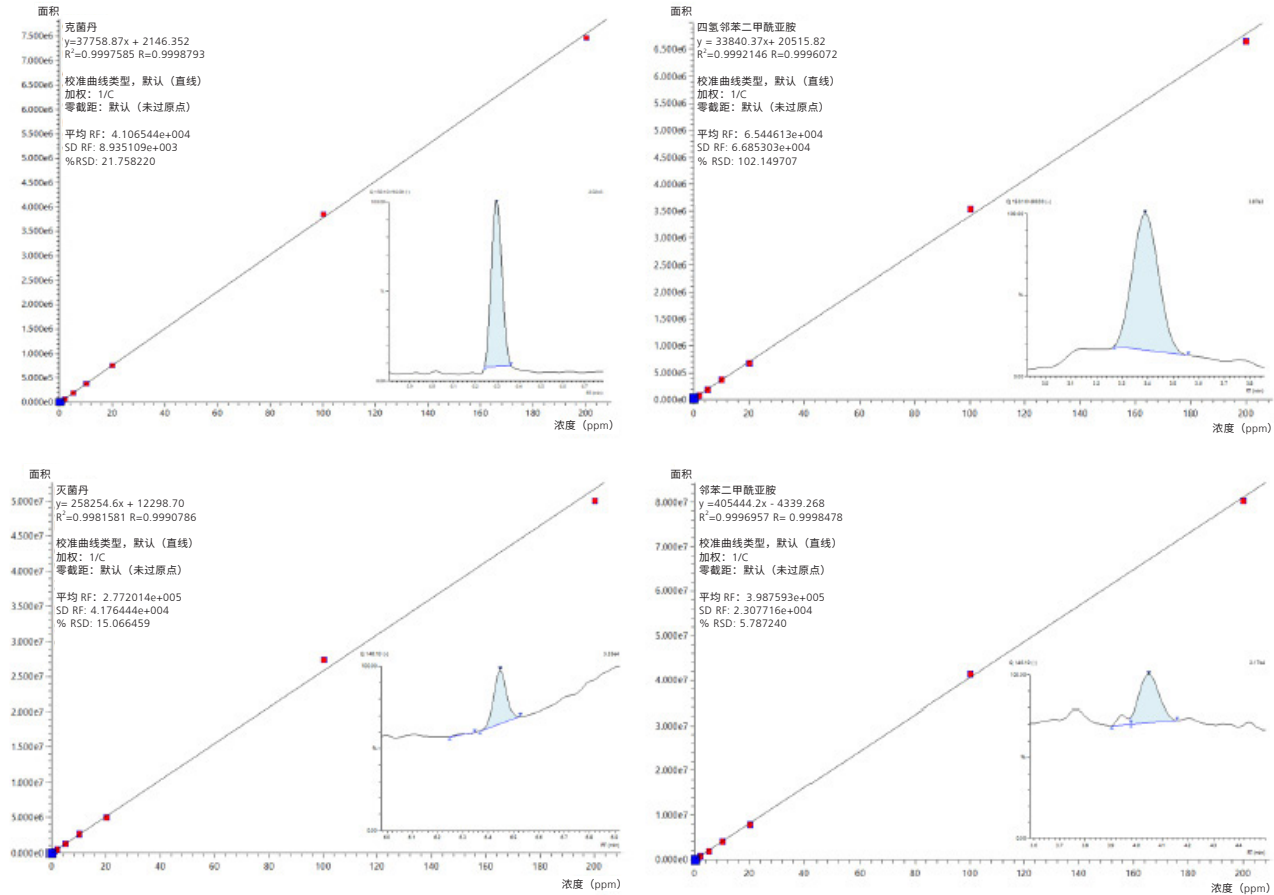 面积
克菌丹
y=37758.87x + 2146.352
R²=0.9997585 R=0.9998793
校准曲线类型，默认（直线）
加权：1/C
零截距：默认（未过原点）
平均 RF：4.106544e+004
SD RF: 8.935109e+003
%RSD: 21.758220
7.500e6
7.000e6
6.500e6
6.000e6
5.500e6
5.000e6
4.500e6
4.000e6
3.500e6
3.000e6
2.500e6
2.000e6
1.500e6
1.000e6
5.000e5
0.000e0
0 20 40 60 80 100 120 140 160 180 200
浓度（ppm）
面积
四氢邻苯二甲酰亚胺
y = 33840.37x+ 20515.82
R²=0.9992146 R=0.9996072
校准曲线类型，默认（直线）
加权：1/C
零截距：默认（未过原点）
平均 RF：6.544613e+004
SD RF: 6.685303e+004
% RSD: 102.149707
6.500e6
6.000e6
5.500e6
5.000e6
4.500e6
4.000e6
3.500e6
3.000e6
2.500e6
2.000e6
1.500e6
1.000e6
5.000e5
0.000e0
0 20 40 60 80 100 120 140 160 180 200
浓度（ppm）
面积
灭菌丹
y= 258254.6x + 12298.70
R²=0.9981581 R=0.9990786
校准曲线类型，默认（直线）
加权：1/C
零截距：默认（未过原点）
平均 RF：2.772014e+005
SD RF: 4.176444e+004
% RSD: 15.066459
5.000e7
4.500e7
4.000e7
3.500e7
3.000e7
2.500e7
2.000e7
1.500e7
1.000e7
5.000e6
0.000e0
0 20 40 60 80 100 120 140 160 180 200
浓度（ppm）
面积
邻苯二甲酰亚胺
y =405444.2x - 4339.268
R²=0.9996957 R= 0.9998478
校准曲线类型，默认（直线）
加权：1/C
零截距：默认（未过原点）
平均 RF：3.987593e+005
SD RF: 2.307716e+004
% RSD: 5.787240
8.000e7
7.000e7
6.000e7
5.000e7
4.000e7
3.000e7
2.000e7
1.000e7
0.000e0
0 20 40 60 80 100 120 140 160 180 200
浓度（ppm）